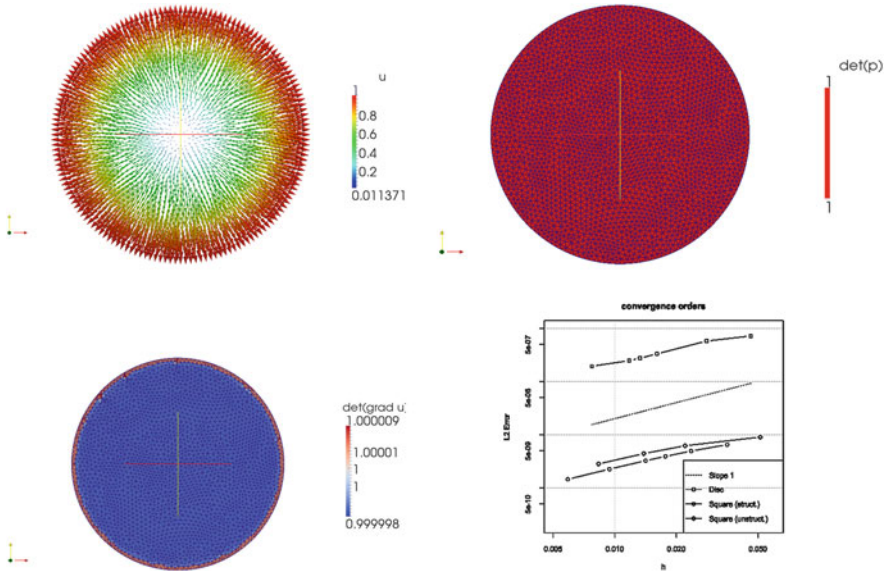 u
1
0.8
0.6
0.4
0.2
0.011371
det(p)
1
1
det(grad u)
1.000009
1.00001
1
1
0.999998
convergence orders
L2 Error
5e-07
5e-08
5e-09
5e-10
0.005
0.010
0.020
0.050
h
Slope 1
Disc
Square (struct.)
Square (unstruct.)